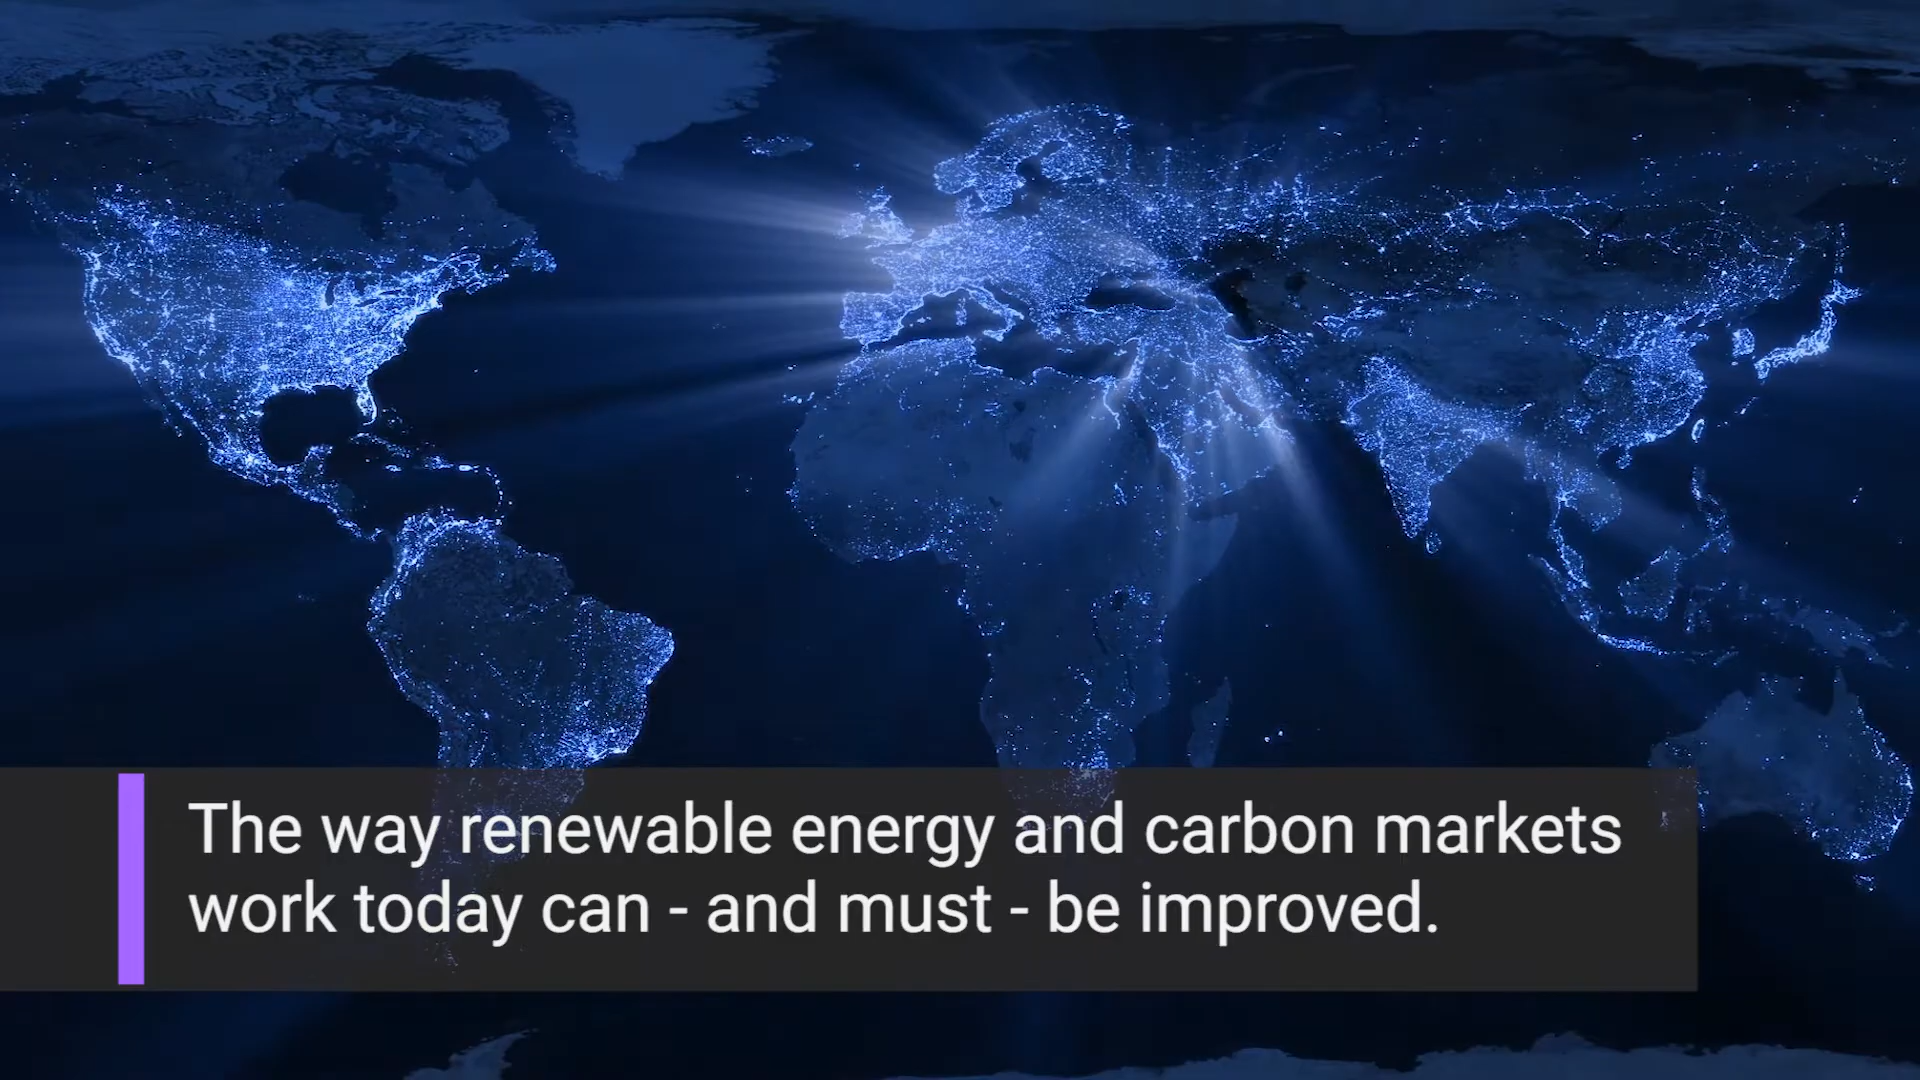 The way renewable energy and carbon markets
work today can - and must - be improved.